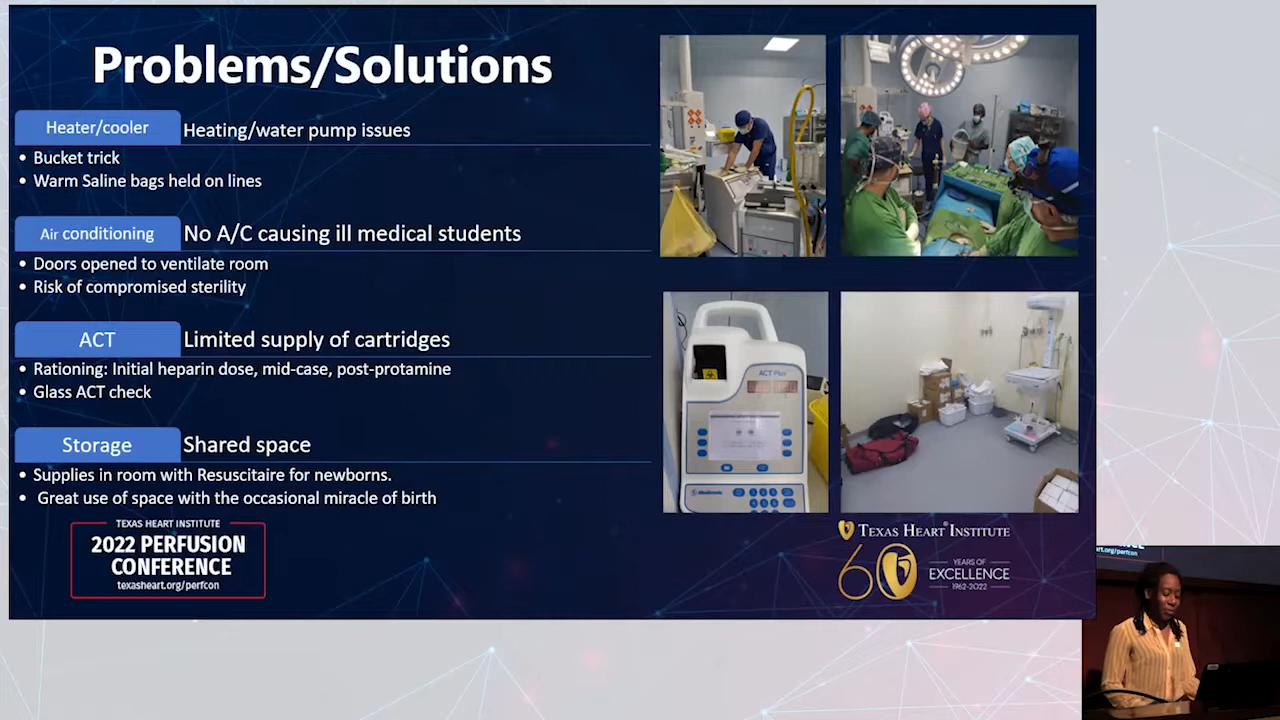 Problems/Solutions
Heater/cooler
Heating/water pump issues
• Bucket trick
• Warm Saline bags held on lines
Air conditioning
No A/C causing ill medical students
• Doors opened to ventilate room
• Risk of compromised sterility
ACT
Limited supply of cartridges
• Rationing: Initial heparin dose, mid-case, post-protamine
• Glass ACT check
Storage
Shared space
• Supplies in room with Resuscitaire for newborns.
• Great use of space with the occasional miracle of birth
TEXAS HEART INSTITUTE
2022 PERFUSION
CONFERENCE
texasheart.org/perfcon
ACT Plus
Medtronic
TEXAS HEART® INSTITUTE
60
YEARS OF
EXCELLENCE
1962-2022
art.org/perfcon